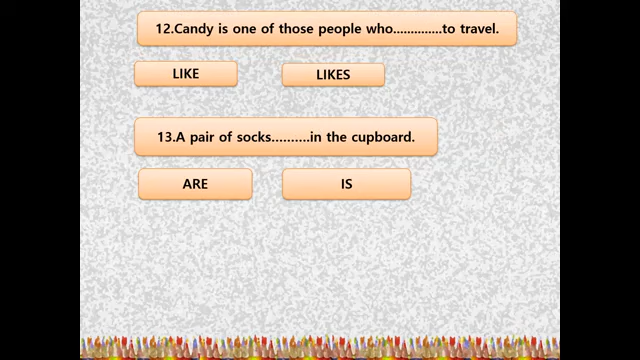 12.Candy is one of those people who..............to travel.
LIKE LIKES
13.A pair of socks..........in the cupboard.
ARE IS